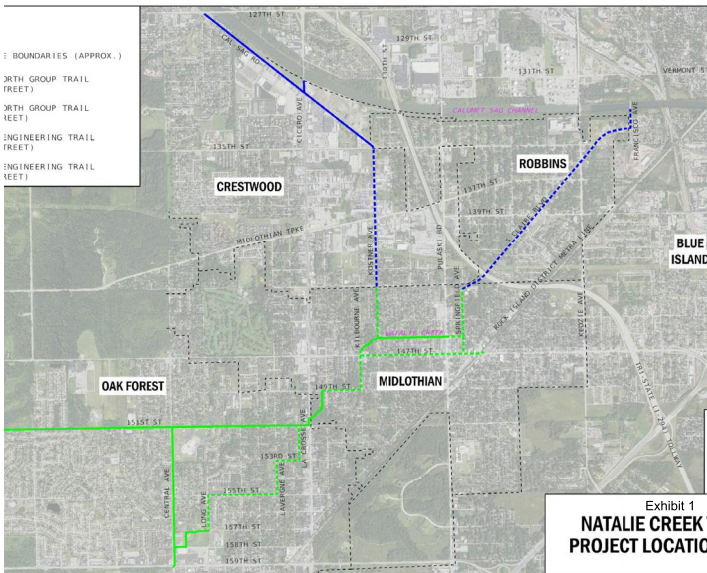 E BOUNDARIES (APPROX.)
ORTH GROUP TRAIL
TREET)
ORTH GROUP TRAIL
REET)
ENGINEERING TRAIL
TREET)
ENGINEERING TRAIL
REET)
127TH ST
CAL-SAG RD
129TH ST
131TH ST
VERMONT S
CICERO AVE
CALUMET SAG CHANNEL
FRANCISCO AVE
135TH ST
ROBBINS
CRESTWOOD
137TH ST
139TH ST
CLAIRE BLVD
MIDLOTHIAN TPKE
KOSTNER AVE
PULASKI RD
ROCK ISLAND DISTRICT METRA LINE
BLUE
ISLAND
KILBOURNE AVE
SPRINGFIELD AVE
KEDZIE AVE
NATALIE CREEK
147TH ST
TRI-STATE (I-294) TOLLWAY
OAK FOREST
149TH ST
MIDLOTHIAN
151ST ST
LA CROSSE AVE
153RD ST
CENTRAL AVE
LONG AVE
LAVERGNE AVE
155TH ST
157TH ST
158TH ST
159TH ST
Exhibit 1
NATALIE CREEK
PROJECT LOCATIO